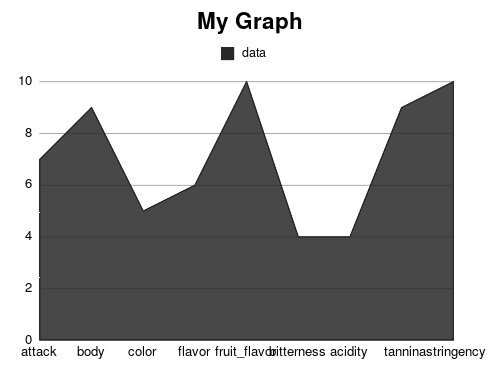 My Graph
data
10
8
6
4
2
0
attack body color flavor fruit_flavor bitterness acidity tannin astringency